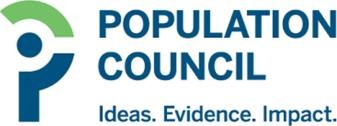 POPULATION
COUNCIL
Ideas. Evidence. Impact.